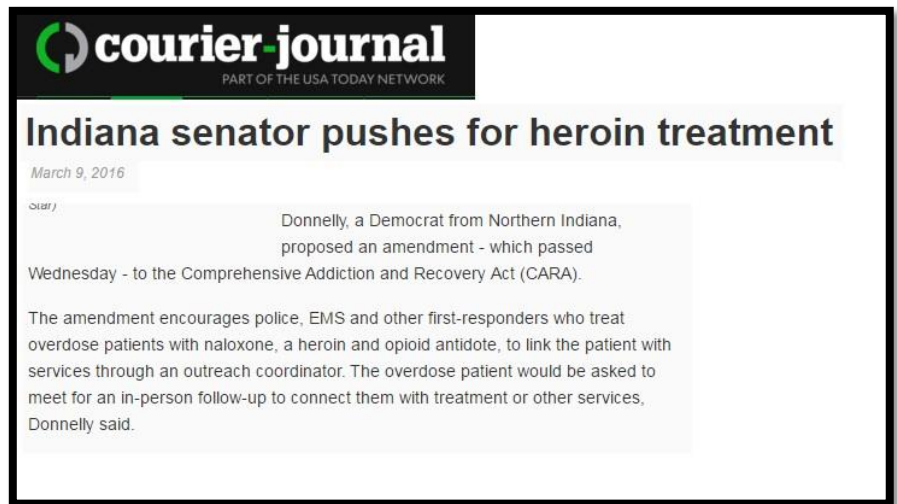 courier-journal
PART OF THE USA TODAY NETWORK
Indiana senator pushes for heroin treatment
March 9, 2016
Star)
Donnelly, a Democrat from Northern Indiana,
proposed an amendment - which passed
Wednesday - to the Comprehensive Addiction and Recovery Act (CARA).
The amendment encourages police, EMS and other first-responders who treat
overdose patients with naloxone, a heroin and opioid antidote, to link the patient with
services through an outreach coordinator. The overdose patient would be asked to
meet for an in-person follow-up to connect them with treatment or other services,
Donnelly said.